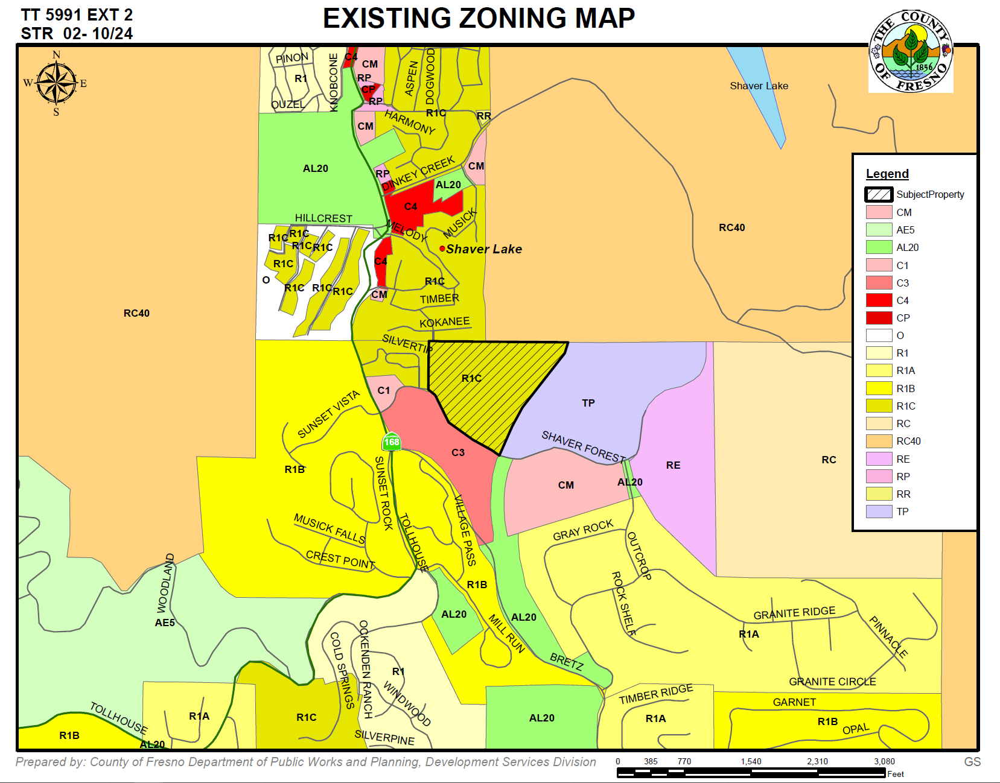 TT 5991 EXT 2
STR 02- 10/24
EXISTING ZONING MAP
THE COUNTY OF FRESNO
1856
N
W E
S
PINON
R1
KNOBCONE
OUZEL
C4
CM
RP
CP
RP
ASPEN
DOGWOOD
R1C
RR
HARMONY
CM
Shaver Lake
AL20
RP
DINKEY CREEK
CM
AL20
C4
HILLCREST
MELODY
MUSICK
RC40
R1C
R1C
R1C
R1C
R1C
O
R1C
R1C
R1C
C4
Shaver Lake
R1C
CM
TIMBER
KOKANEE
RC40
SILVERTIP
R1C
C1
TP
SUNSET VISTA
CALIFORNIA
168
C3
SHAVER FOREST
R1B
RE
RC
CM
AL20
SUNSET ROCK
TOLLHOUSE
VILLAGE PASS
MUSICK FALLS
CREST POINT
GRAY ROCK
OUTCROP
ROCK SHELF
WOODLAND
AE5
R1B
AL20
AL20
MILL RUN
BRETZ
GRANITE RIDGE
R1A
PINNACLE
GRANITE CIRCLE
COLD SPRINGS
OCKENDEN RANCH
R1
WINDWOOD
SILVERPINE
TOLLHOUSE
R1A
R1C
R1B
AL20
AL20
TIMBER RIDGE
R1A
GARNET
R1B
OPAL
Legend
SubjectProperty
CM
AE5
AL20
C1
C3
C4
CP
O
R1
R1A
R1B
R1C
RC
RC40
RE
RP
RR
TP
Prepared by: County of Fresno Department of Public Works and Planning, Development Services Division
0 385 770 1,540 2,310 3,080
Feet
GS